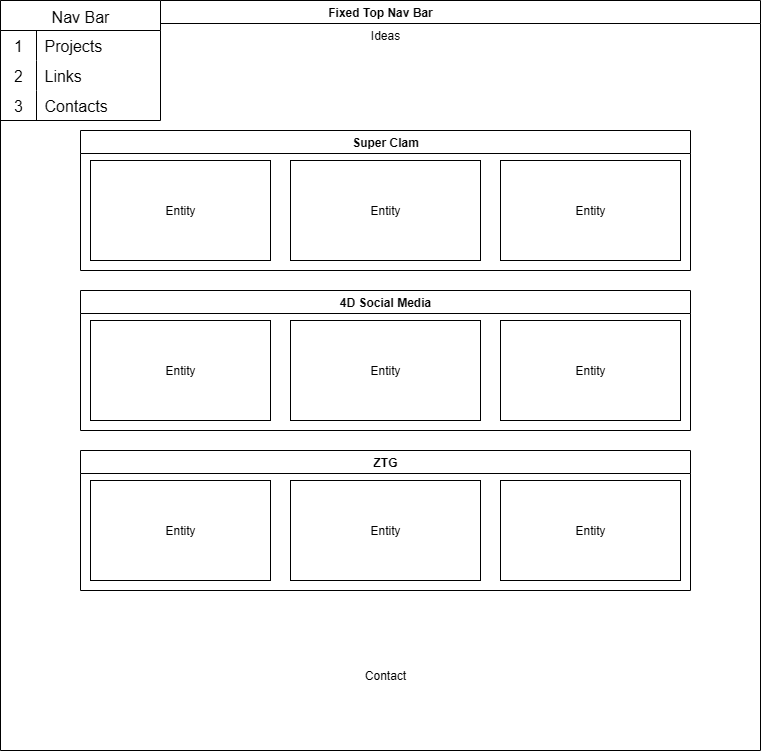 Nav Bar
Fixed Top Nav Bar
1 Projects
2 Links
3 Contacts
Ideas
Super Clam
Entity Entity Entity
4D Social Media
Entity Entity Entity
ZTG
Entity Entity Entity
Contact